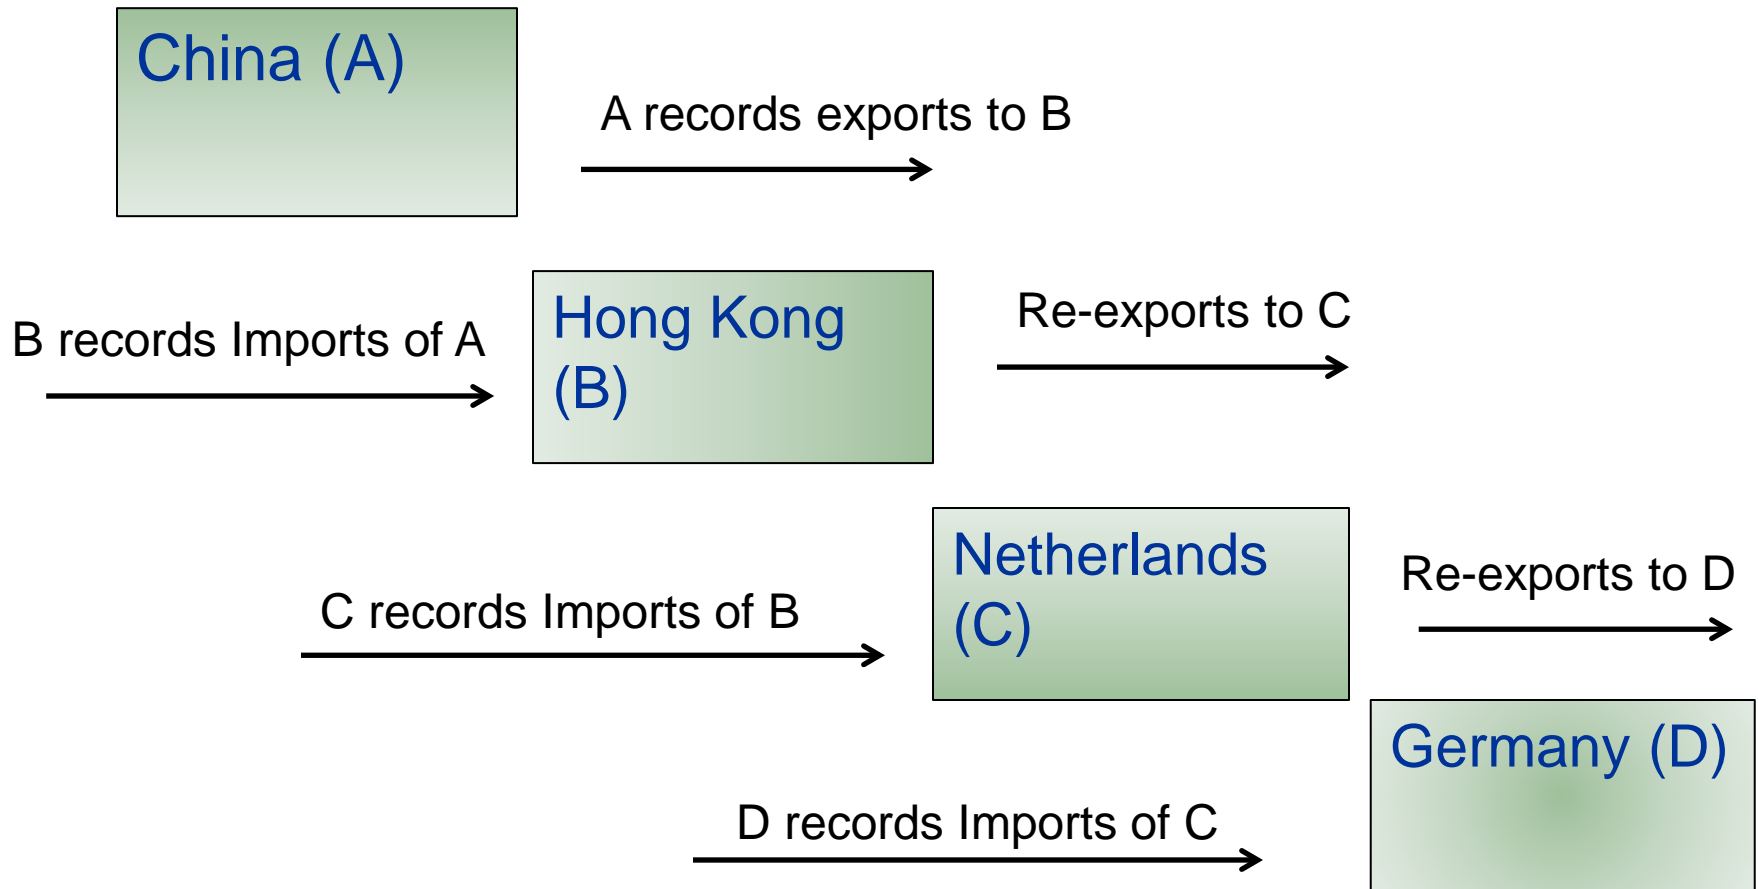 China (A)
A records exports to B
B records Imports of A
Hong Kong
(B)
Re-exports to C
C records Imports of B
Netherlands
(C)
Re-exports to D
Germany (D)
D records Imports of C